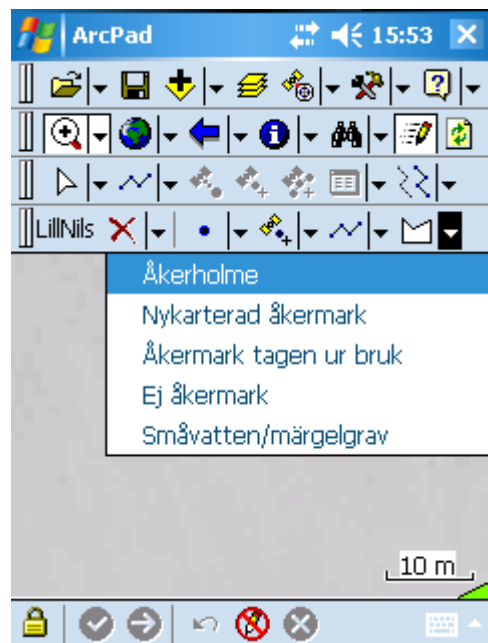 ArcPad 15:53
LillNils
Åkerholme
Nykarterad åkermark
Åkermark tagen ur bruk
Ej åkermark
Småvatten/märgelgrav
10 m